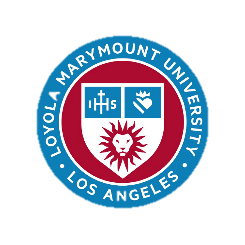 LOYOLA MARYMOUNT UNIVERSITY
IHS
• LOS ANGELES •